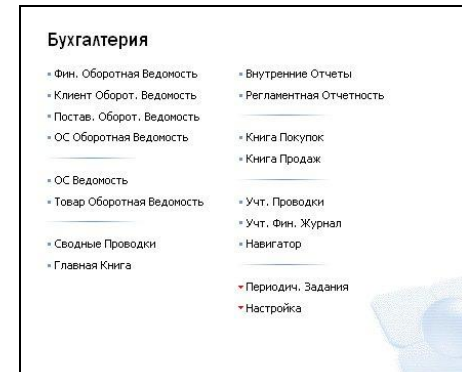 Бухгалтерия
Фин. Оборотная Ведомость
Клиент Оборот. Ведомость
Постав. Оборот. Ведомость
ОС Оборотная Ведомость
ОС Ведомость
Товар Оборотная Ведомость
Сводные Проводки
Главная Книга
Внутренние Отчеты
Регламентная Отчетность
Книга Покупок
Книга Продаж
Учт. Проводки
Учт. Фин. Журнал
Навигатор
Периодич. Задания
Настройка